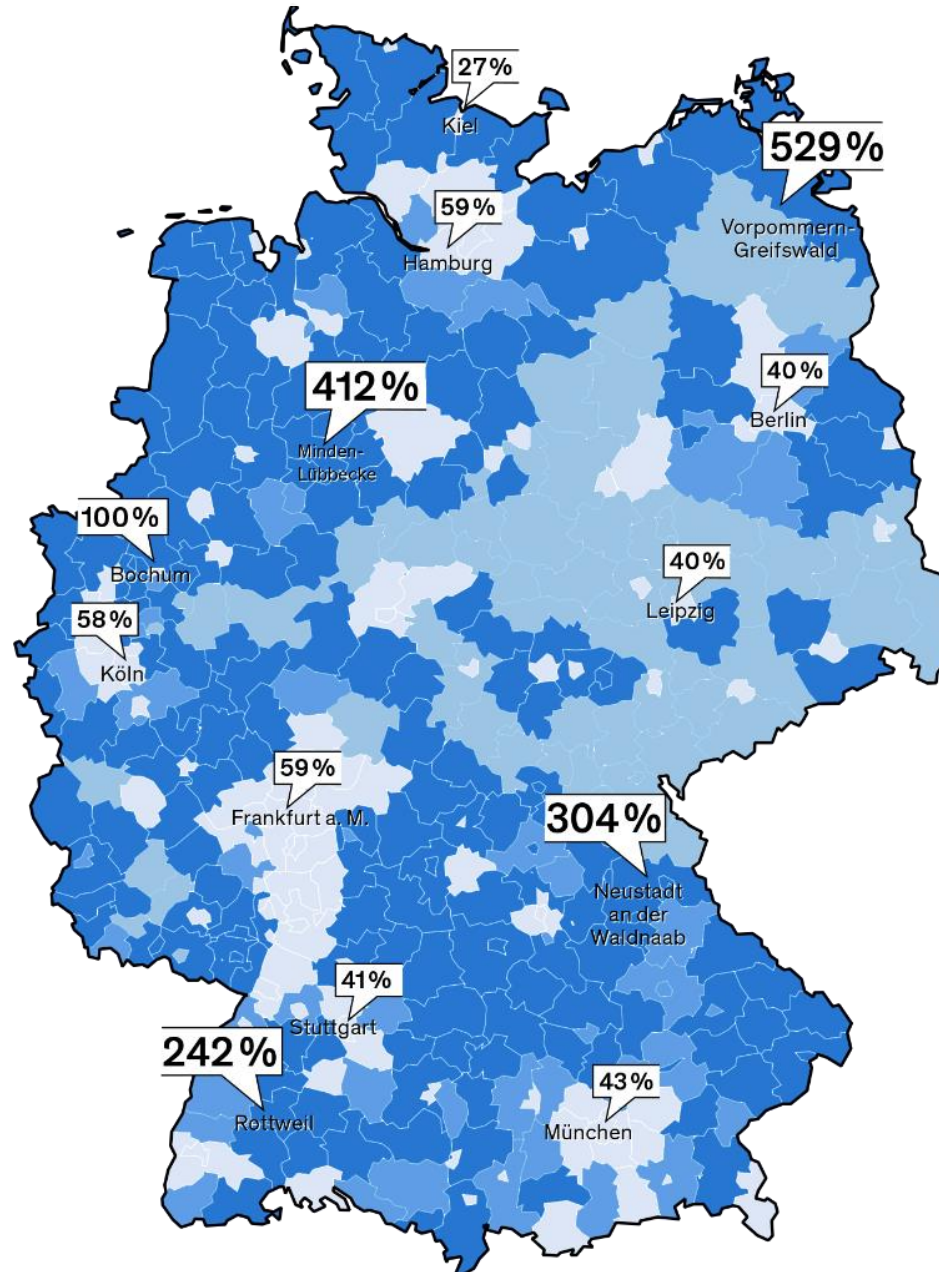 27%
Kiel
529%
Vorpommern-
Greifswald
59%
Hamburg
412%
Minden-
Lübbecke
40%
Berlin
100%
Bochum
40%
Leipzig
58%
Köln
59%
Frankfurt a. M.
304%
Neustadt
an der
Waldnaab
41%
Stuttgart
242%
Rottweil
43%
München